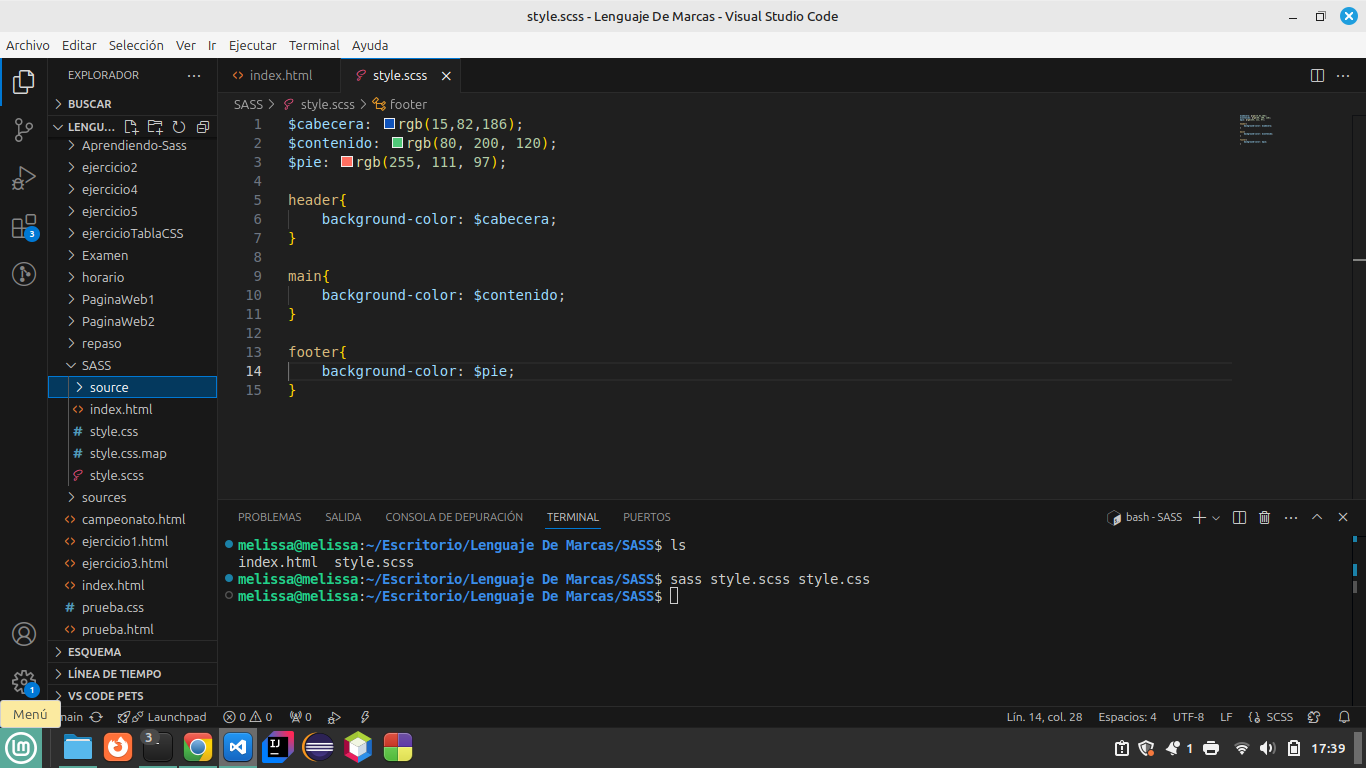 style.scss - Lenguaje De Marcas - Visual Studio Code
Archivo Editar Selección Ver Ir Ejecutar Terminal Ayuda
EXPLORADOR
BUSCAR
LENGU...
Aprendiendo-Sass
ejercicio2
ejercicio4
ejercicio5
ejercicioTablaCSS
Examen
horario
PaginaWeb1
PaginaWeb2
repaso
SASS
source
index.html
style.css
style.css.map
style.scss
sources
campeonato.html
ejercicio1.html
ejercicio3.html
index.html
prueba.css
prueba.html
ESQUEMA
LÍNEA DE TIEMPO
VS CODE PETS
3
1
index.html style.scss
SASS > style.scss > footer
1 $cabecera: rgb(15,82,186);
2 $contenido: rgb(80, 200, 120);
3 $pie: rgb(255, 111, 97);
4
5 header{
6 background-color: $cabecera;
7 }
8
9 main{
10 background-color: $contenido;
11 }
12
13 footer{
14 background-color: $pie;
15 }
PROBLEMAS SALIDA CONSOLA DE DEPURACIÓN TERMINAL PUERTOS
bash - SASS
melissa@melissa:~/Escritorio/Lenguaje De Marcas/SASS$ ls
index.html style.scss
melissa@melissa:~/Escritorio/Lenguaje De Marcas/SASS$ sass style.scss style.css
melissa@melissa:~/Escritorio/Lenguaje De Marcas/SASS$
Menú
main Launchpad 0 0 0 Lín. 14, col. 28 Espacios: 4 UTF-8 LF {} SCSS
3 IJ 1 17:39